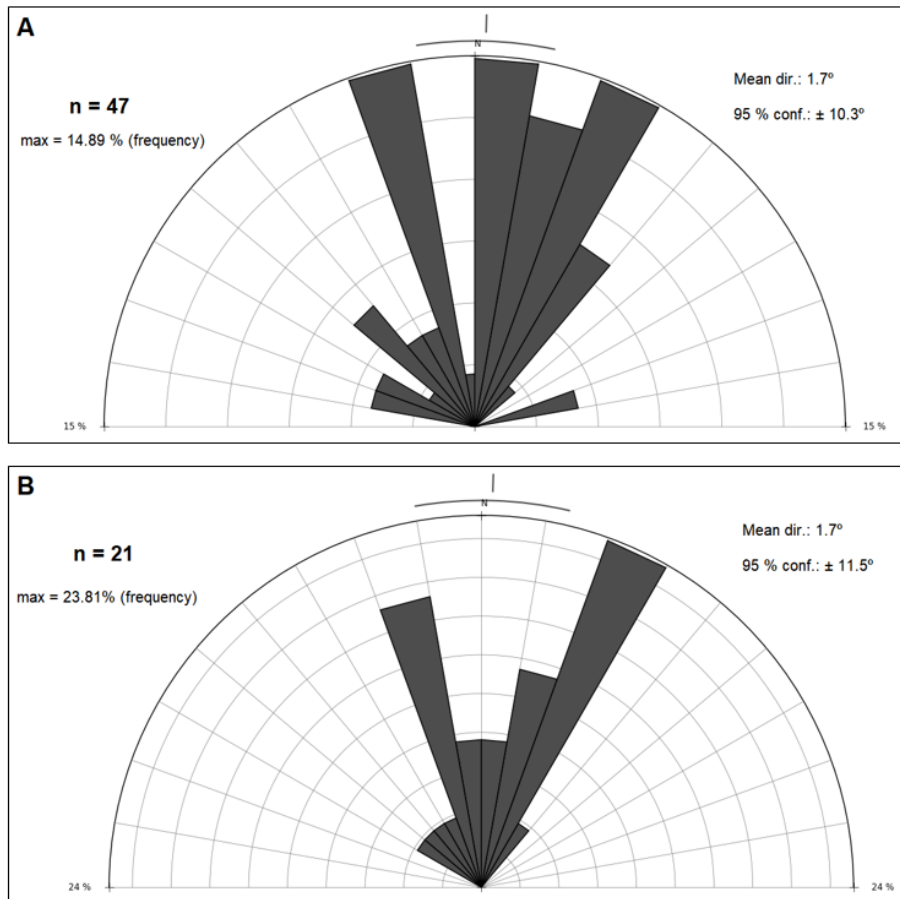 A
N
n = 47
max = 14.89 % (frequency)
Mean dir.: 1.7º
95 % conf.: ± 10.3º
15 %
15 %
B
N
n = 21
max = 23.81% (frequency)
Mean dir.: 1.7º
95 % conf.: ± 11.5º
24 %
24 %